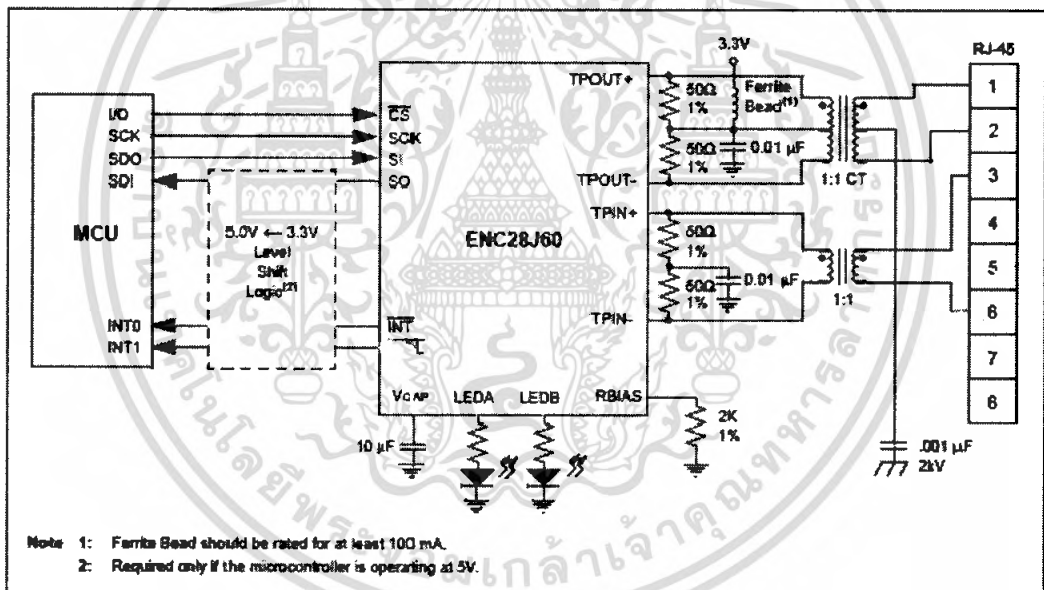 MCU
I/O
SCK
SDO
SDI
INT0
INT1
5.0V ← 3.3V
Level
Shift
Logic(2)
ENC28J60
CS
SCK
SI
SO
INT
VCAP
LEDA
LEDB
RBIAS
TPOUT+
TPOUT-
TPIN+
TPIN-
10 µF
2K
1%
3.3V
50Ω
1%
Ferrite
Bead(1)
50Ω
1%
0.01 µF
1:1 CT
50Ω
1%
50Ω
1%
0.01 µF
1:1
RJ-45
1
2
3
4
5
6
7
8
.001 µF
2kV
Note 1: Ferrite Bead should be rated for at least 100 mA.
2: Required only if the microcontroller is operating at 5V.